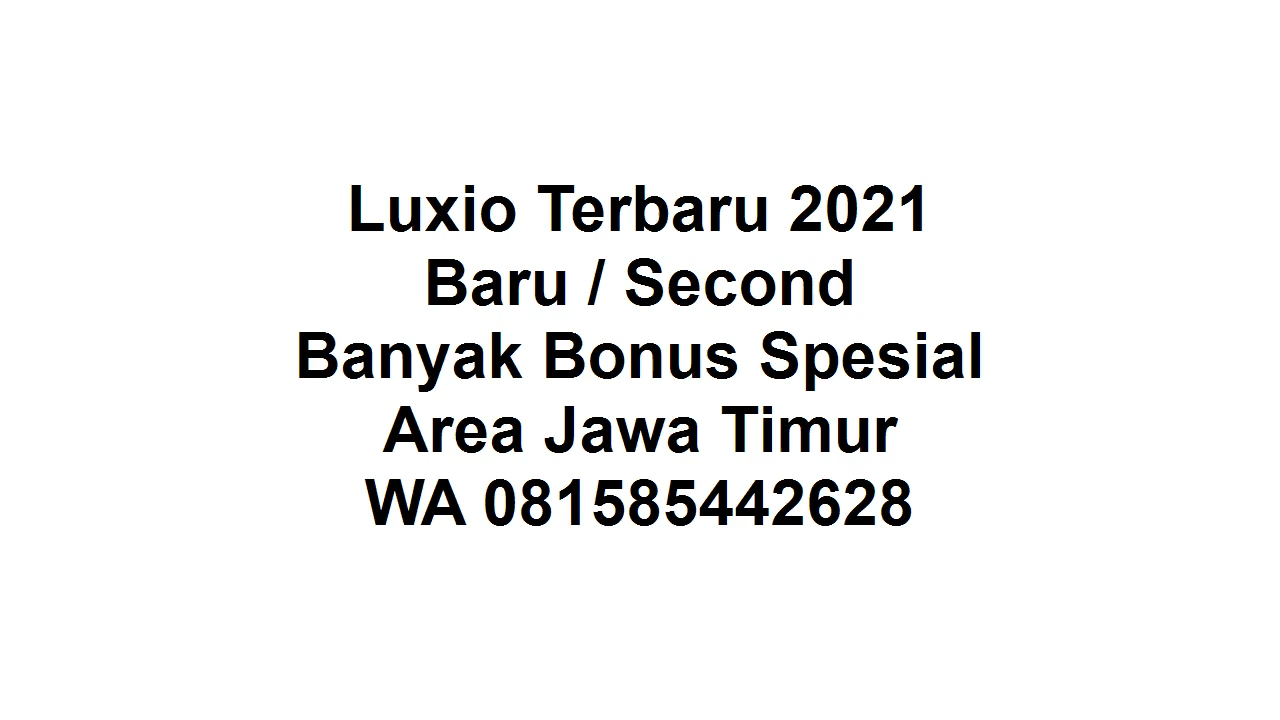 Luxio Terbaru 2021
Baru / Second
Banyak Bonus Spesial
Area Jawa Timur
WA 081585442628